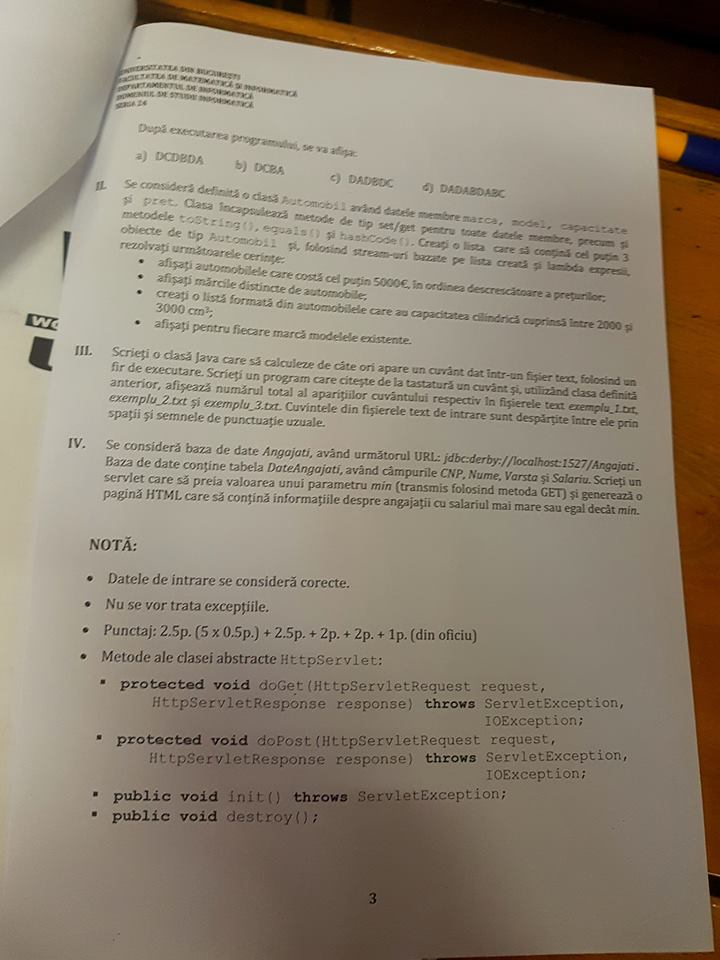 UNIVERSITATEA DIN BUCUREȘTI
FACULTATEA DE MATEMATICĂ ȘI INFORMATICĂ
DEPARTAMENTUL DE INFORMATICĂ
DOMENIUL DE STUDII INFORMATICĂ
SERIA 24
După executarea programului, se va afișa:
a) DCDBDA b) DCBA c) DADBDC d) DADABDABC
II. Se consideră definită o clasă Automobil având datele membre marca, model, capacitate
și pret. Clasa încapsulează metode de tip set/get pentru toate datele membre, precum și
metodele toString(), equals() și hashCode(). Creați o lista care să conțină cel puțin 3
obiecte de tip Automobil și, folosind stream-uri bazate pe lista creată și lambda expresii,
rezolvați următoarele cerințe:
• afișați automobilele care costă cel puțin 5000€, în ordinea descrescătoare a prețurilor;
• afișați mărcile distincte de automobile;
• creați o listă formată din automobilele care au capacitatea cilindrică cuprinsă între 2000 și
3000 cm³;
• afișați pentru fiecare marcă modelele existente.
III. Scrieți o clasă Java care să calculeze de câte ori apare un cuvânt dat într-un fișier text, folosind un
fir de executare. Scrieți un program care citește de la tastatură un cuvânt și, utilizând clasa definită
anterior, afișează numărul total al aparițiilor cuvântului respectiv în fișierele text exemplu_1.txt,
exemplu_2.txt și exemplu_3.txt. Cuvintele din fișierele text de intrare sunt despărțite între ele prin
spații și semnele de punctuație uzuale.
IV. Se consideră baza de date Angajati, având următorul URL: jdbc:derby://localhost:1527/Angajati.
Baza de date conține tabela DateAngajati, având câmpurile CNP, Nume, Varsta și Salariu. Scrieți un
servlet care să preia valoarea unui parametru min (transmis folosind metoda GET) și generează o
pagină HTML care să conțină informațiile despre angajații cu salariul mai mare sau egal decât min.
NOTĂ:
• Datele de intrare se consideră corecte.
• Nu se vor trata excepțiile.
• Punctaj: 2.5p. (5 x 0.5p.) + 2.5p. + 2p. + 2p. + 1p. (din oficiu)
• Metode ale clasei abstracte HttpServlet:
▪ protected void doGet(HttpServletRequest request,
HttpServletResponse response) throws ServletException,
IOException;
▪ protected void doPost(HttpServletRequest request,
HttpServletResponse response) throws ServletException,
IOException;
▪ public void init() throws ServletException;
▪ public void destroy();
3